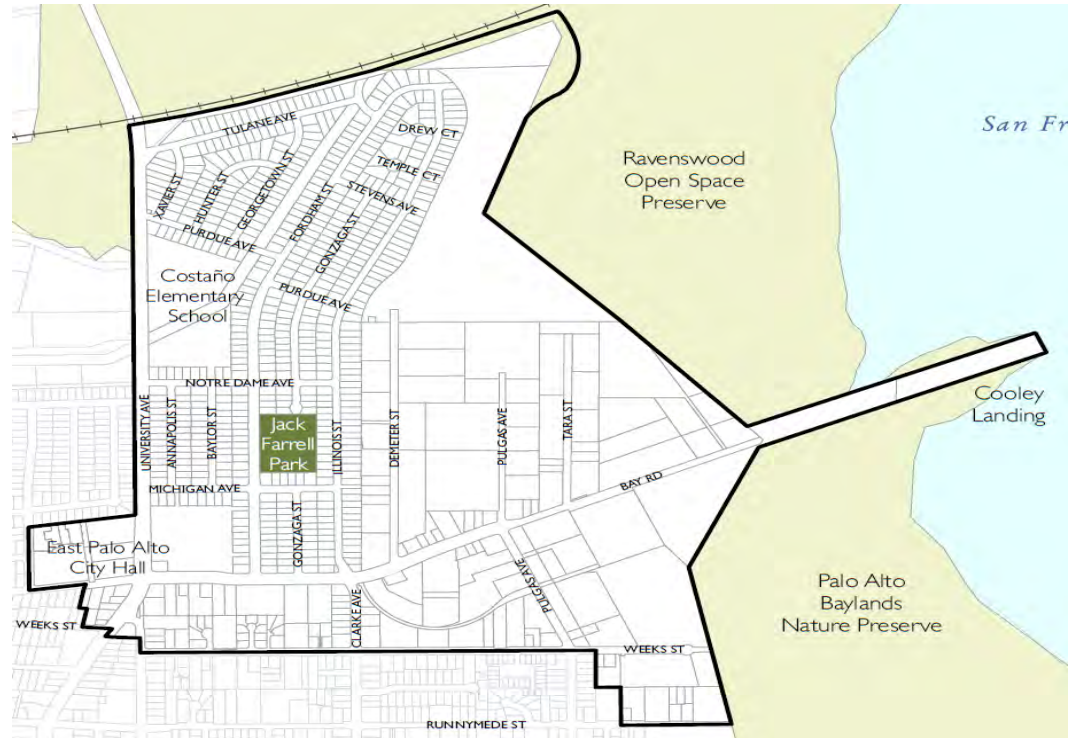 San Fr
TULANE AVE
DREW CT
Ravenswood
Open Space
Preserve
TEMPLE CT
STEVENS AVE
XAVIER ST
HUNTER ST
GEORGETOWN ST
FORDHAM ST
GONZAGA ST
PURDUE AVE
Costaño
Elementary
School
PURDUE AVE
NOTRE DAME AVE
Cooley
Landing
UNIVERSITY AVE
ANNAPOLIS ST
BAYLOR ST
Jack
Farrell
Park
ILLINOIS ST
DEMETER ST
PULGAS AVE
TARA ST
MICHIGAN AVE
BAY RD
GONZAGA ST
East Palo Alto
City Hall
PULGAS AVE
Palo Alto
Baylands
Nature Preserve
CLARKE AVE
WEEKS ST
WEEKS ST
RUNNYMEDE ST